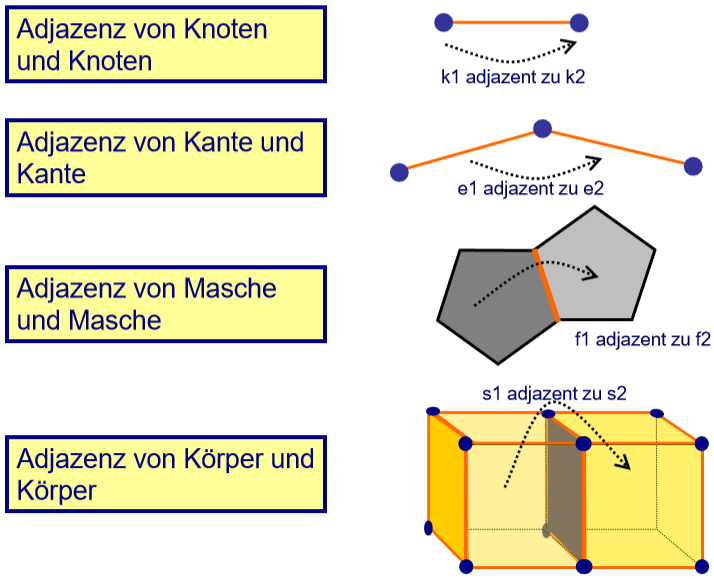 Adjazenz von Knoten
und Knoten
k1 adjazent zu k2
Adjazenz von Kante und
Kante
e1 adjazent zu e2
Adjazenz von Masche
und Masche
f1 adjazent zu f2
s1 adjazent zu s2
Adjazenz von Körper und
Körper